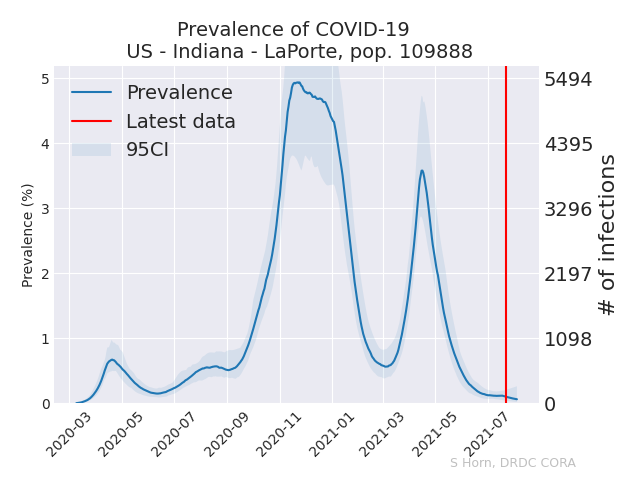 Prevalence of COVID-19
US - Indiana - LaPorte, pop. 109888
Prevalence
Latest data
95CI
Prevalence (%)
5
4
3
2
1
0
5494
4395
3296
2197
1098
0
# of infections
2020-03
2020-05
2020-07
2020-09
2020-11
2021-01
2021-03
2021-05
2021-07
S Horn, DRDC CORA